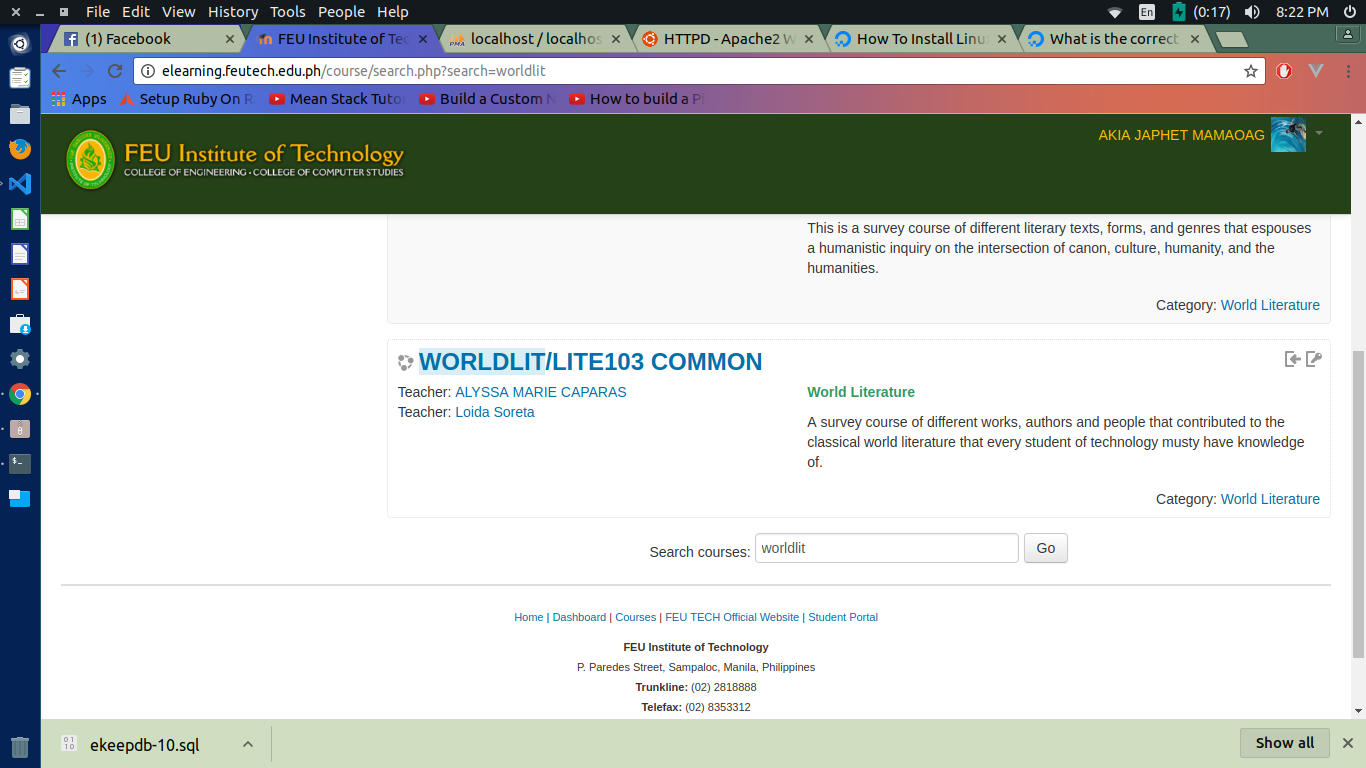 File Edit View History Tools People Help
En (0:17) 8:22 PM
(1) Facebook
FEU Institute of Tec
localhost / localhos
HTTPD - Apache2 W
How To Install Linu
What is the correct
elearning.feutech.edu.ph/course/search.php?search=worldlit
Apps Setup Ruby On R Mean Stack Tuto Build a Custom N How to build a Pi
FEU Institute of Technology
COLLEGE OF ENGINEERING · COLLEGE OF COMPUTER STUDIES
AKIA JAPHET MAMAOAG
This is a survey course of different literary texts, forms, and genres that espouses
a humanistic inquiry on the intersection of canon, culture, humanity, and the
humanities.
Category: World Literature
WORLDLIT/LITE103 COMMON
Teacher: ALYSSA MARIE CAPARAS
Teacher: Loida Soreta
World Literature
A survey course of different works, authors and people that contributed to the
classical world literature that every student of technology musty have knowledge
of.
Category: World Literature
Search courses: worldlit Go
Home | Dashboard | Courses | FEU TECH Official Website | Student Portal
FEU Institute of Technology
P. Paredes Street, Sampaloc, Manila, Philippines
Trunkline: (02) 2818888
Telefax: (02) 8353312
ekeepdb-10.sql
Show all